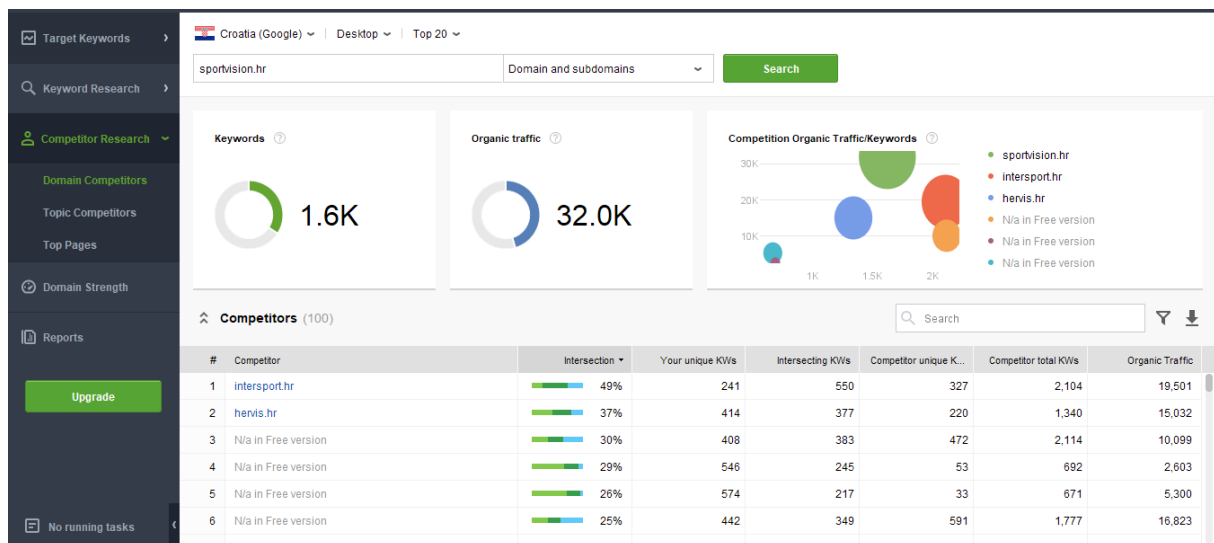 Target Keywords
Keyword Research
Competitor Research
Domain Competitors
Topic Competitors
Top Pages
Domain Strength
Reports
Upgrade
No running tasks
Croatia (Google) Desktop Top 20
sportvision.hr Domain and subdomains Search
Keywords ?
1.6K
Organic traffic ?
32.0K
Competition Organic Traffic/Keywords ?
30K
20K
10K
1K 1.5K 2K
sportvision.hr
intersport.hr
hervis.hr
N/a in Free version
N/a in Free version
N/a in Free version
Competitors (100) Search
# Competitor Intersection Your unique KWs Intersecting KWs Competitor unique K... Competitor total KWs Organic Traffic
1 intersport.hr 49% 241 550 327 2,104 19,501
2 hervis.hr 37% 414 377 220 1,340 15,032
3 N/a in Free version 30% 408 383 472 2,114 10,099
4 N/a in Free version 29% 546 245 53 692 2,603
5 N/a in Free version 26% 574 217 33 671 5,300
6 N/a in Free version 25% 442 349 591 1,777 16,823